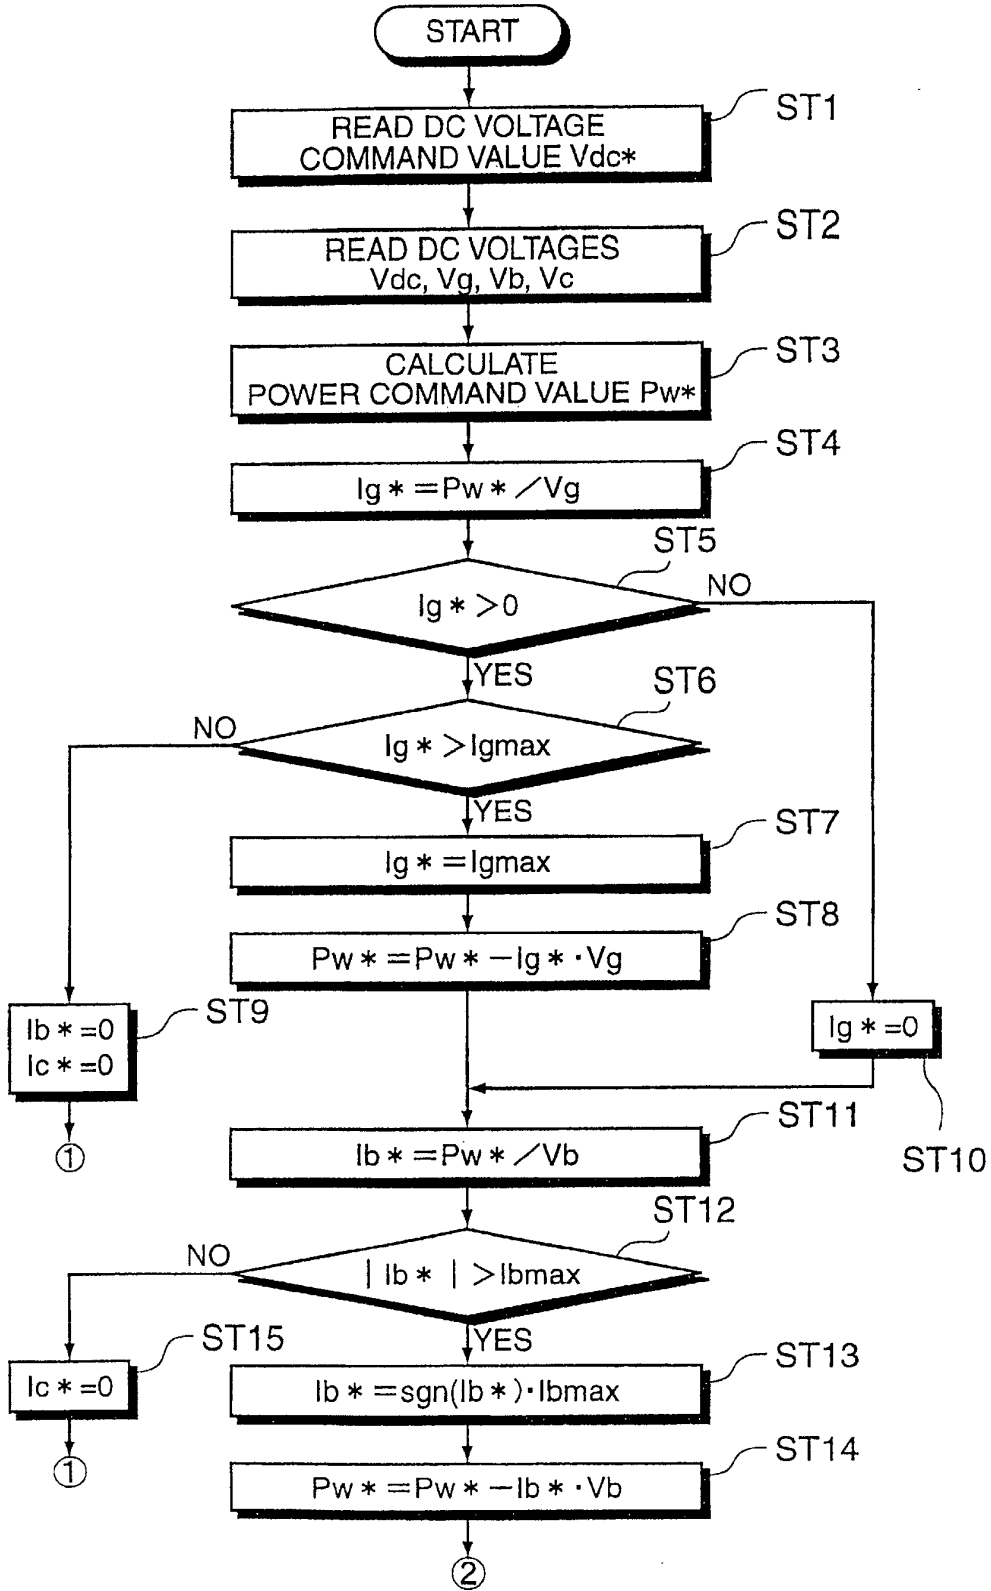 START
ST1
READ DC VOLTAGE
COMMAND VALUE Vdc*
ST2
READ DC VOLTAGES
Vdc, Vg, Vb, Vc
ST3
CALCULATE
POWER COMMAND VALUE Pw*
ST4
Ig*=Pw*/Vg
ST5
Ig*>0
NO
YES
ST6
Ig*>Igmax
NO
YES
ST7
Ig*=Igmax
ST8
Pw*=Pw*-Ig*·Vg
ST9
Ib*=0
Ic*=0
①
Ig*=0
ST10
ST11
Ib*=Pw*/Vb
ST12
|Ib*|>Ibmax
NO
YES
ST15
Ic*=0
①
ST13
Ib*=sgn(Ib*)·Ibmax
ST14
Pw*=Pw*-Ib*·Vb
②